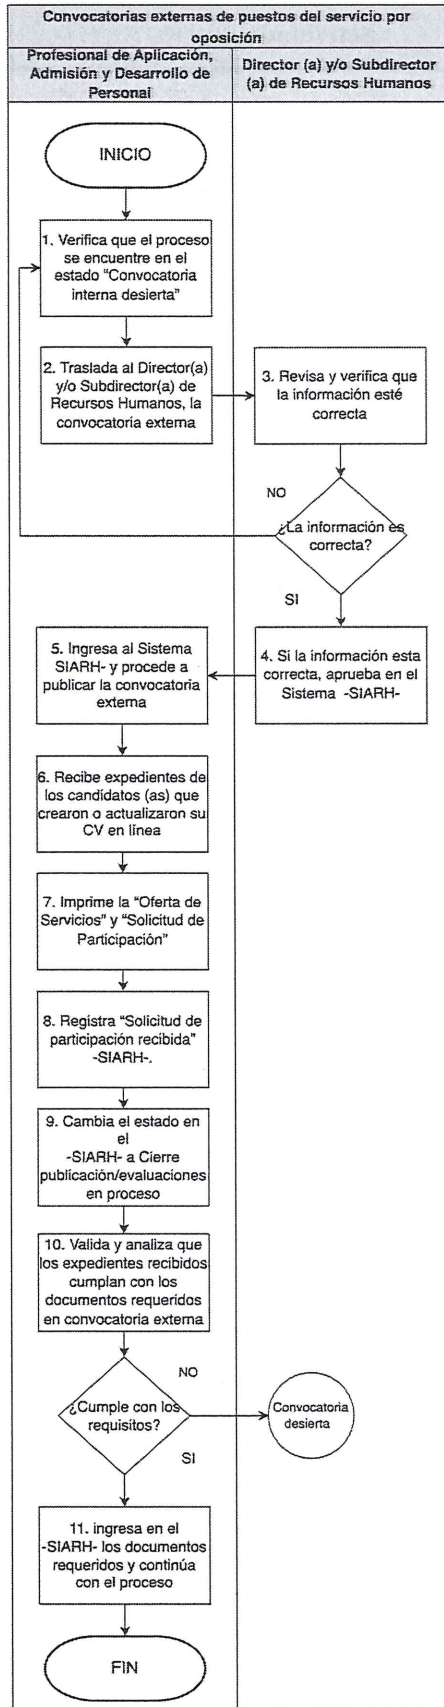 Convocatorias externas de puestos del servicio por
oposición
Profesional de Aplicación,
Admisión y Desarrollo de
Personal
Director (a) y/o Subdirector
(a) de Recursos Humanos
INICIO
1. Verifica que el proceso
se encuentre en el
estado "Convocatoria
interna desierta"
2. Traslada al Director(a)
y/o Subdirector(a) de
Recursos Humanos, la
convocatoria externa
3. Revisa y verifica que
la información esté
correcta
NO
¿La información es
correcta?
SI
4. Si la información esta
correcta, aprueba en el
Sistema -SIARH-
5. Ingresa al Sistema
SIARH- y procede a
publicar la convocatoria
externa
6. Recibe expedientes de
los candidatos (as) que
crearon o actualizaron su
CV en línea
7. Imprime la "Oferta de
Servicios" y "Solicitud de
Participación"
8. Registra "Solicitud de
participación recibida"
-SIARH-.
9. Cambia el estado en
el
-SIARH- a Cierre
publicación/evaluaciones
en proceso
10. Valida y analiza que
los expedientes recibidos
cumplan con los
documentos requeridos
en convocatoria externa
NO
¿Cumple con los
requisitos?
Convocatoria
desierta
SI
11. ingresa en el
-SIARH- los documentos
requeridos y continúa
con el proceso
FIN